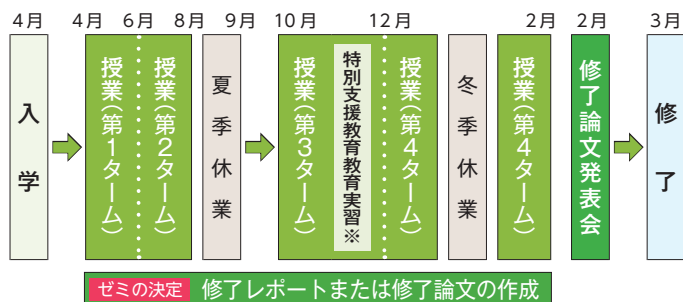 4月 4月 6月 8月 9月 10月 12月 2月 2月 3月
入学
授業(第1ターム)
授業(第2ターム)
夏季休業
授業(第3ターム)
特別支援教育教育実習※
授業(第4ターム)
冬季休業
授業(第4ターム)
修了論文発表会
修了
ゼミの決定 修了レポートまたは修了論文の作成